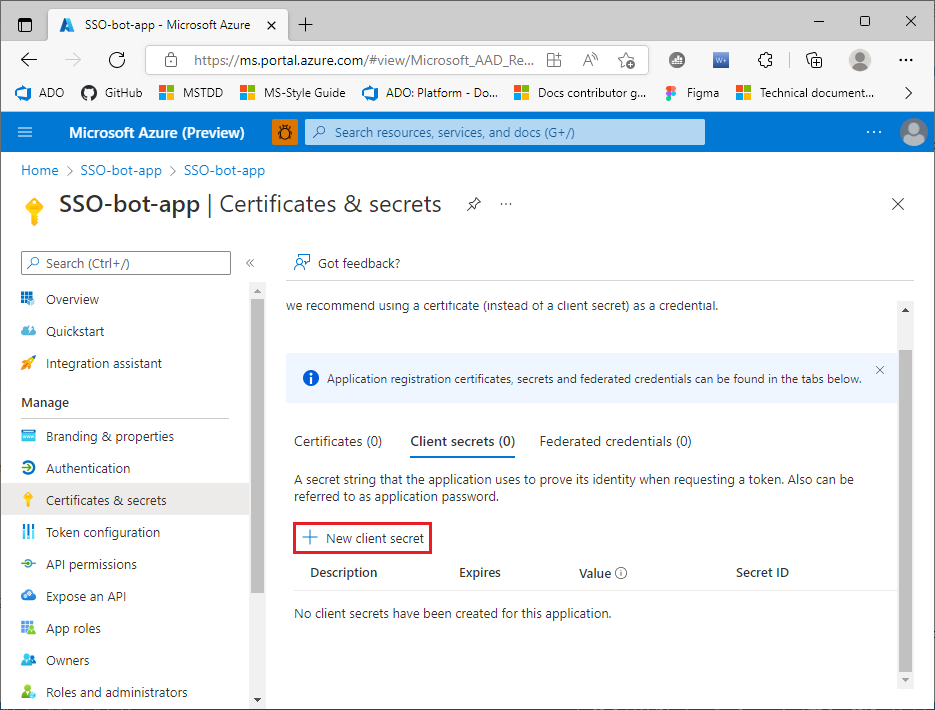 SSO-bot-app - Microsoft Azure
https://ms.portal.azure.com/#view/Microsoft_AAD_Re...
ADO
GitHub
MSTDD
MS-Style Guide
ADO: Platform - Do...
Docs contributor g...
Figma
Technical document...
Microsoft Azure (Preview)
Search resources, services, and docs (G+/)
Home > SSO-bot-app > SSO-bot-app
SSO-bot-app | Certificates & secrets
Search (Ctrl+/)
Got feedback?
we recommend using a certificate (instead of a client secret) as a credential.
Overview
Quickstart
Integration assistant
Manage
Branding & properties
Authentication
Certificates & secrets
Token configuration
API permissions
Expose an API
App roles
Owners
Roles and administrators
Application registration certificates, secrets and federated credentials can be found in the tabs below.
Certificates (0)
Client secrets (0)
Federated credentials (0)
A secret string that the application uses to prove its identity when requesting a token. Also can be
referred to as application password.
New client secret
Description
Expires
Value
Secret ID
No client secrets have been created for this application.